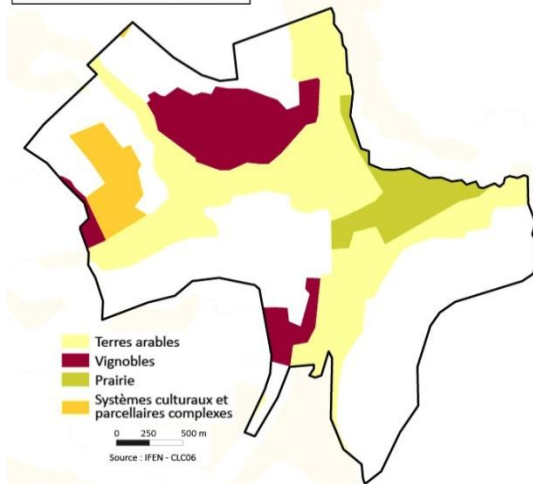 Terres arables
Vignobles
Prairie
Systèmes culturaux et
parcellaires complexes
0 250 500 m
Source : IFEN - CLC06